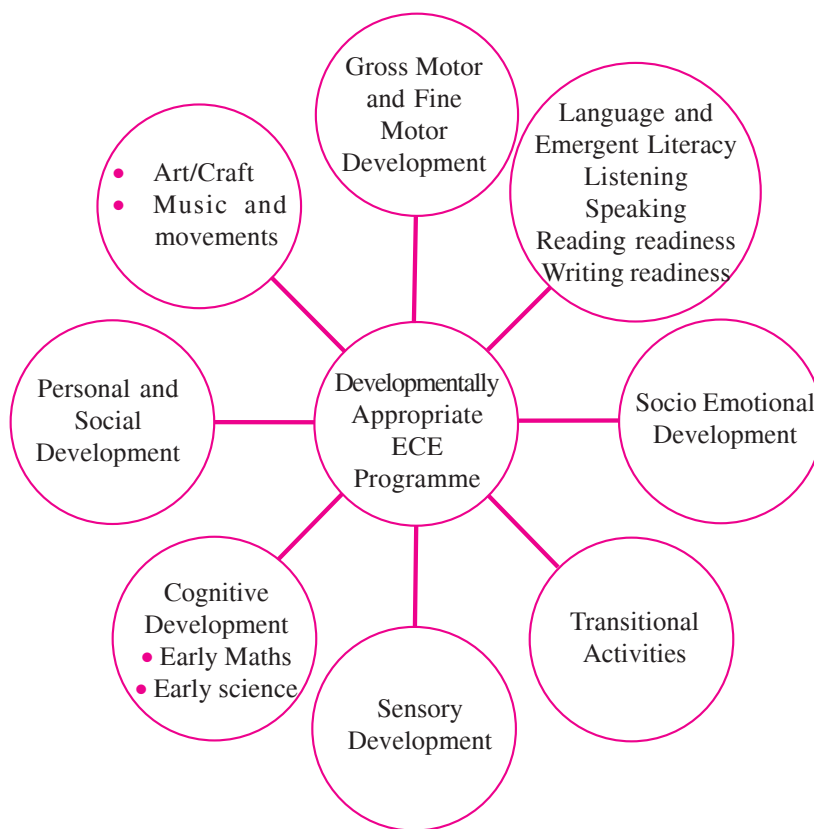 Gross Motor
and Fine
Motor
Development
Language and
Emergent Literacy
Listening
Speaking
Reading readiness
Writing readiness
• Art/Craft
• Music and
movements
Developmentally
Appropriate
ECE
Programme
Personal and
Social
Development
Socio Emotional
Development
Cognitive
Development
• Early Maths
• Early science
Transitional
Activities
Sensory
Development